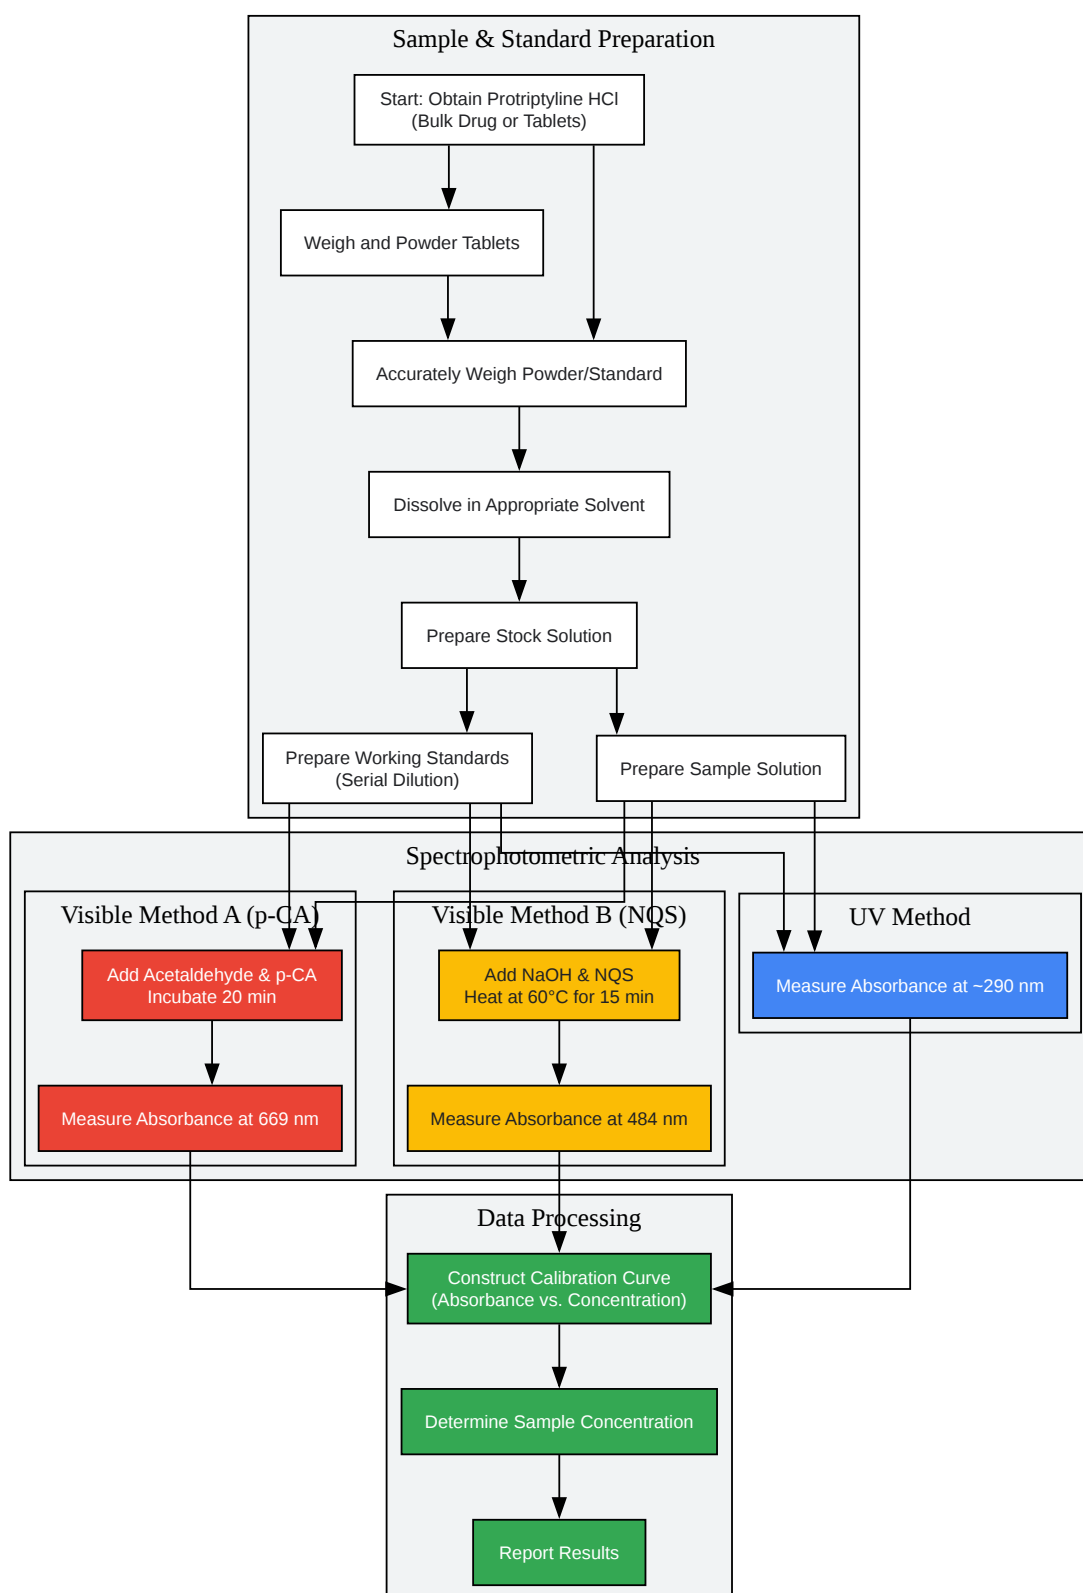 Sample & Standard Preparation
Start: Obtain Protriptyline HCl
(Bulk Drug or Tablets)
Weigh and Powder Tablets
Accurately Weigh Powder/Standard
Dissolve in Appropriate Solvent
Prepare Stock Solution
Prepare Working Standards
(Serial Dilution)
Prepare Sample Solution
Spectrophotometric Analysis
Visible Method A (p-CA)
Visible Method B (NQS)
UV Method
Add Acetaldehyde & p-CA
Incubate 20 min
Add NaOH & NQS
Heat at 60°C for 15 min
Measure Absorbance at ~290 nm
Measure Absorbance at 669 nm
Measure Absorbance at 484 nm
Data Processing
Construct Calibration Curve
(Absorbance vs. Concentration)
Determine Sample Concentration
Report Results